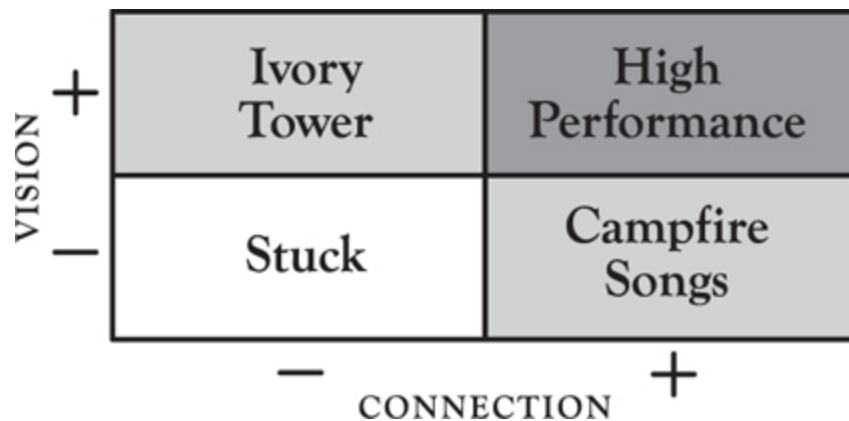 Ivory
Tower
High
Performance
+
VISION
Stuck
Campfire
Songs
−
− +
CONNECTION